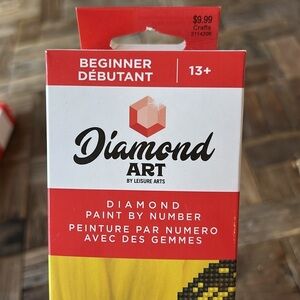 $9.99
Crafts
BEGINNER
DÉBUTANT
13+
Diamond
ART
BY LEISURE ARTS
DIAMOND
PAINT BY NUMBER
PEINTURE PAR NUMERO
AVEC DES GEMMES